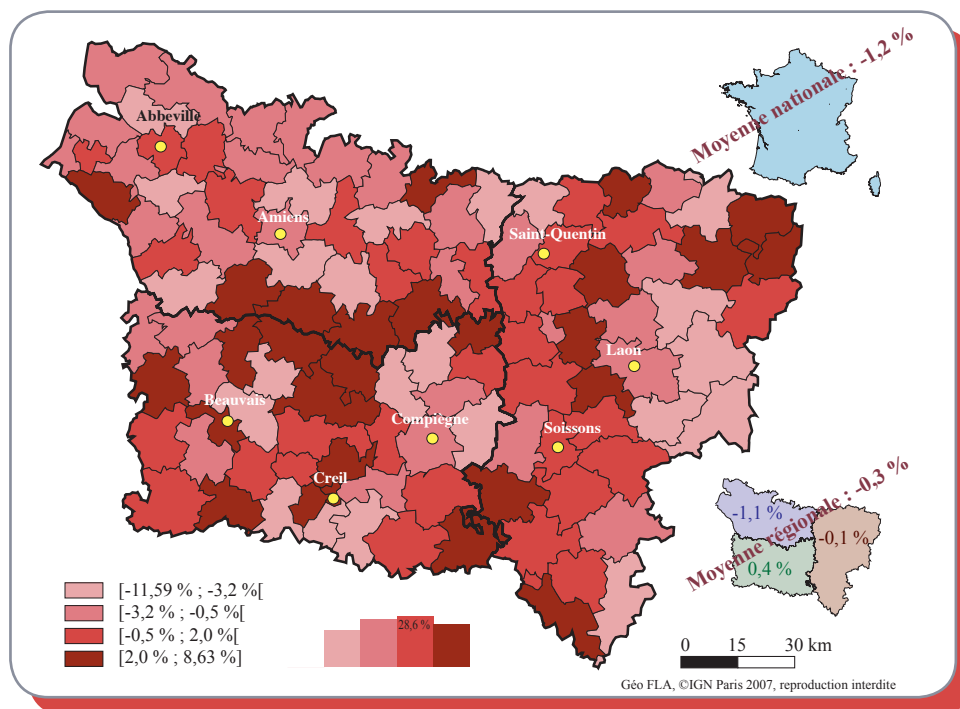 Moyenne nationale : -1,2 %
Abbeville
Amiens
Saint-Quentin
Laon
Beauvais
Compiègne
Soissons
Creil
Moyenne régionale : -0,3 %
-1,1 %
-0,1 %
0,4 %
[-11,59 % ; -3,2 %[
[-3,2 % ; -0,5 %[
[-0,5 % ; 2,0 %[
[2,0 % ; 8,63 %]
28,6 %
0 15 30 km
Géo FLA, ©IGN Paris 2007, reproduction interdite